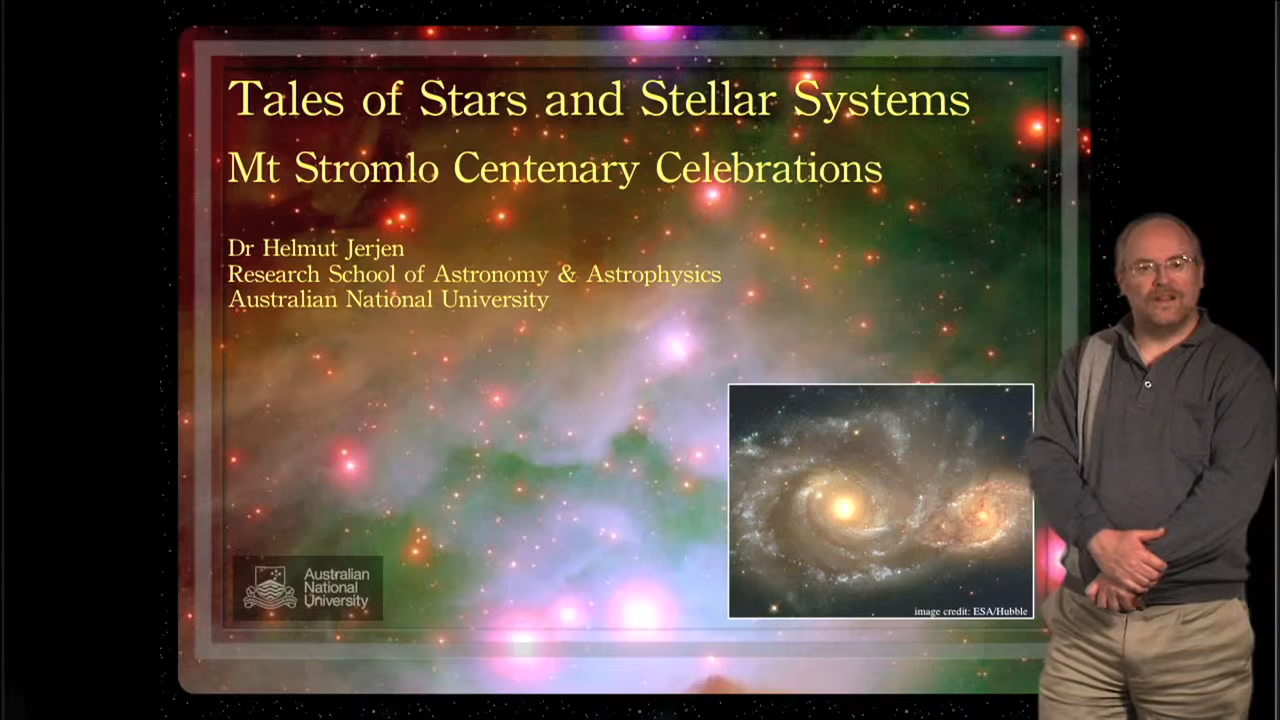 Tales of Stars and Stellar Systems
Mt Stromlo Centenary Celebrations
Dr Helmut Jerjen
Research School of Astronomy & Astrophysics
Australian National University
Australian
National
University
image credit: ESA/Hubble